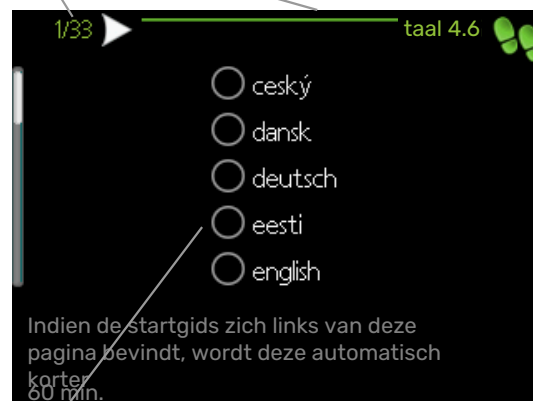 1/33
taal 4.6
ceský
dansk
deutsch
eesti
english
Indien de startgids zich links van deze
pagina bevindt, wordt deze automatisch
korter
60 min.